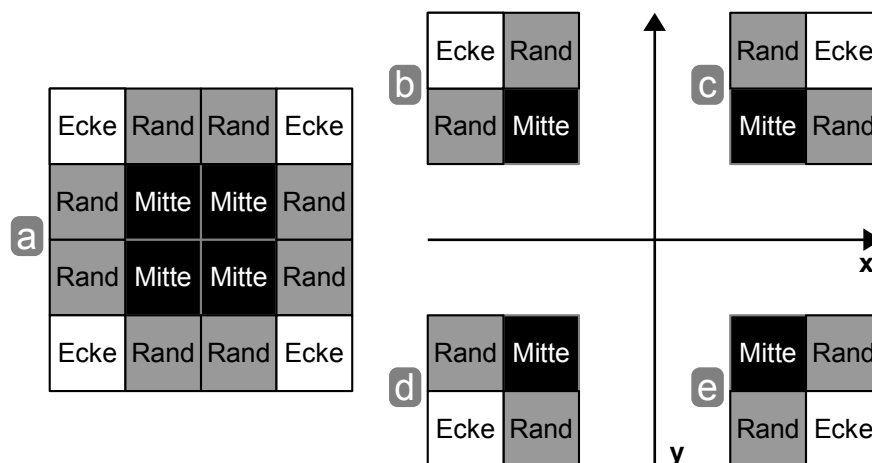 a
Ecke Rand Rand Ecke
Rand Mitte Mitte Rand
Rand Mitte Mitte Rand
Ecke Rand Rand Ecke
b
Ecke Rand
Rand Mitte
c
Rand Ecke
Mitte Rand
x
d
Rand Mitte
Ecke Rand
y
e
Mitte Rand
Rand Ecke